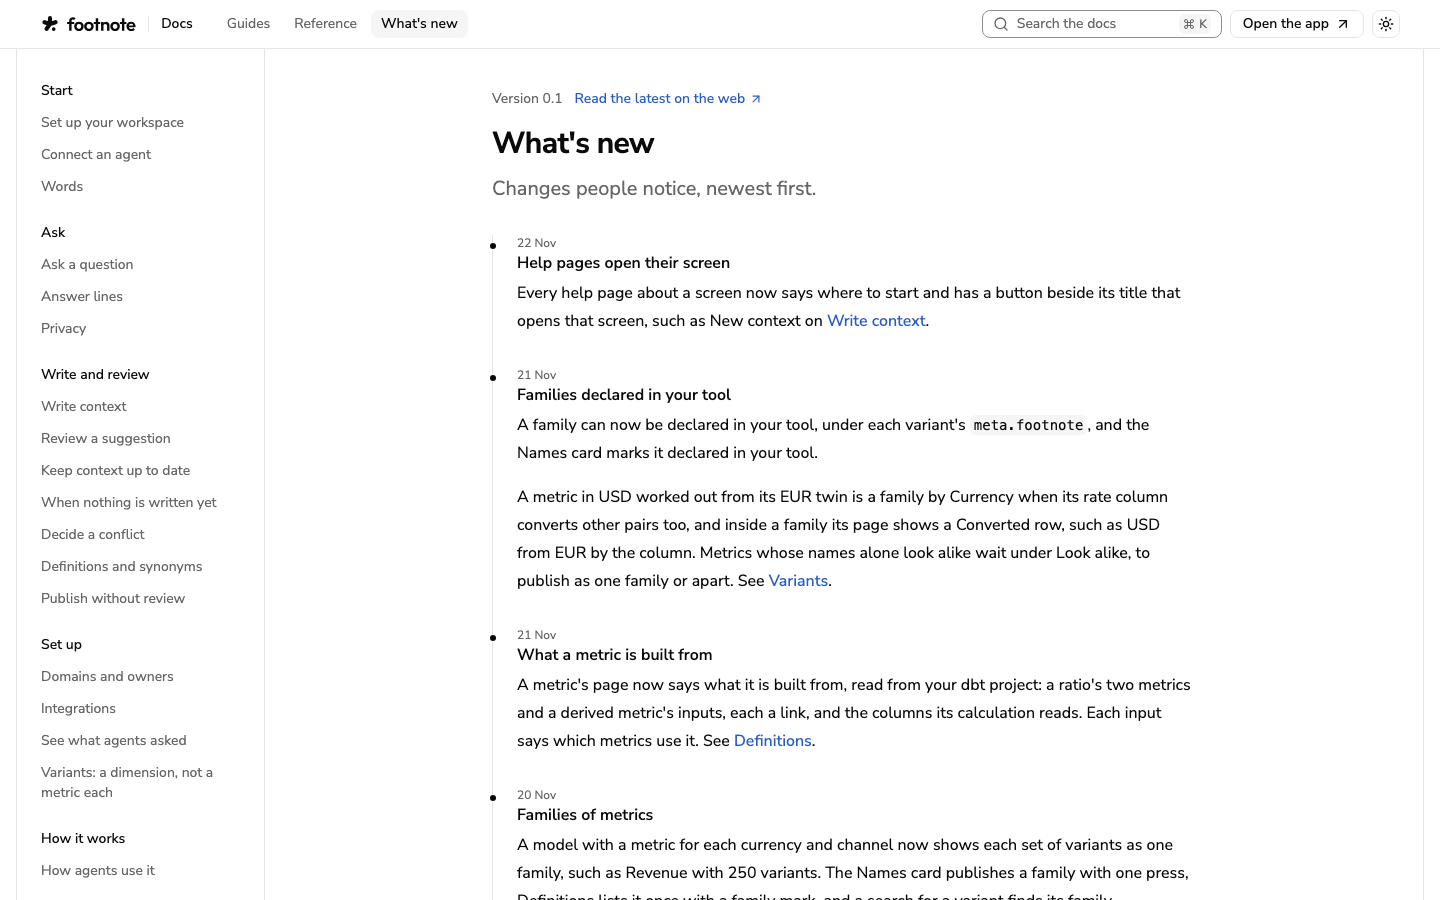 footnote
Docs
Guides
Reference
What's new
Search the docs
⌘ K
Open the app
Start
Set up your workspace
Connect an agent
Words
Ask
Ask a question
Answer lines
Privacy
Write and review
Write context
Review a suggestion
Keep context up to date
When nothing is written yet
Decide a conflict
Definitions and synonyms
Publish without review
Set up
Domains and owners
Integrations
See what agents asked
Variants: a dimension, not a
metric each
How it works
How agents use it
Version 0.1 Read the latest on the web
What's new
Changes people notice, newest first.
22 Nov
Help pages open their screen
Every help page about a screen now says where to start and has a button beside its title that
opens that screen, such as New context on Write context.
21 Nov
Families declared in your tool
A family can now be declared in your tool, under each variant's meta.footnote, and the
Names card marks it declared in your tool.
A metric in USD worked out from its EUR twin is a family by Currency when its rate column
converts other pairs too, and inside a family its page shows a Converted row, such as USD
from EUR by the column. Metrics whose names alone look alike wait under Look alike, to
publish as one family or apart. See Variants.
21 Nov
What a metric is built from
A metric's page now says what it is built from, read from your dbt project: a ratio's two metrics
and a derived metric's inputs, each a link, and the columns its calculation reads. Each input
says which metrics use it. See Definitions.
20 Nov
Families of metrics
A model with a metric for each currency and channel now shows each set of variants as one
family, such as Revenue with 250 variants. The Names card publishes a family with one press,
Definitions lists it once with a family mark, and a search for a variant finds its family.